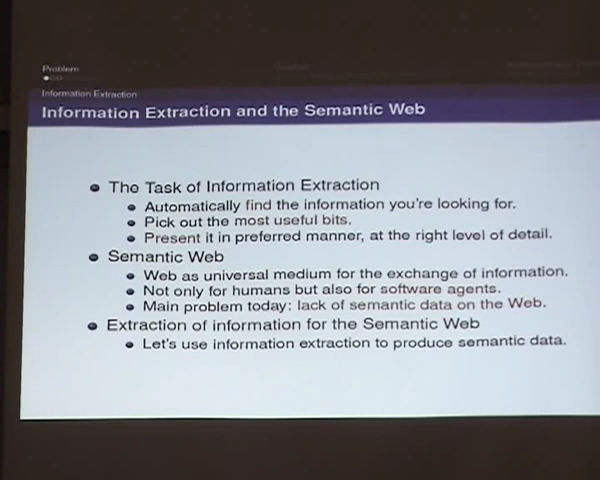 Problem
Information Extraction
Information Extraction and the Semantic Web
The Task of Information Extraction
Automatically find the information you're looking for.
Pick out the most useful bits.
Present it in preferred manner, at the right level of detail.
Semantic Web
Web as universal medium for the exchange of information.
Not only for humans but also for software agents.
Main problem today: lack of semantic data on the Web.
Extraction of information for the Semantic Web
Let's use information extraction to produce semantic data.